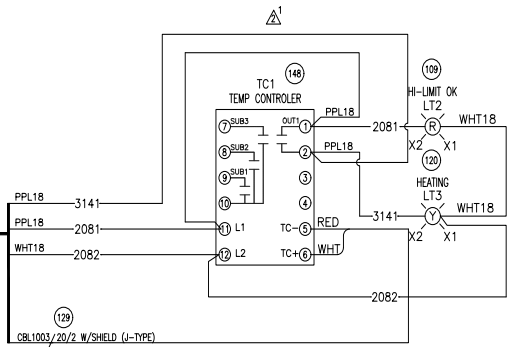 2 1
148
109
TC1
TEMP CONTROLER
HI-LIMIT OK
LT2
PPL18
7 SUB3 OUT1 1
2081
R
WHT18
X2 X1
8 SUB2 2
PPL18
120
9 SUB1 3
HEATING
LT3
10 4
PPL18
3141
3141
Y
WHT18
X2 X1
PPL18
2081
11 L1 TC- 5 RED
WHT18
2082
12 L2 TC+ 6 WHT
2082
129
CBL1003/20/2 W/SHIELD (J-TYPE)